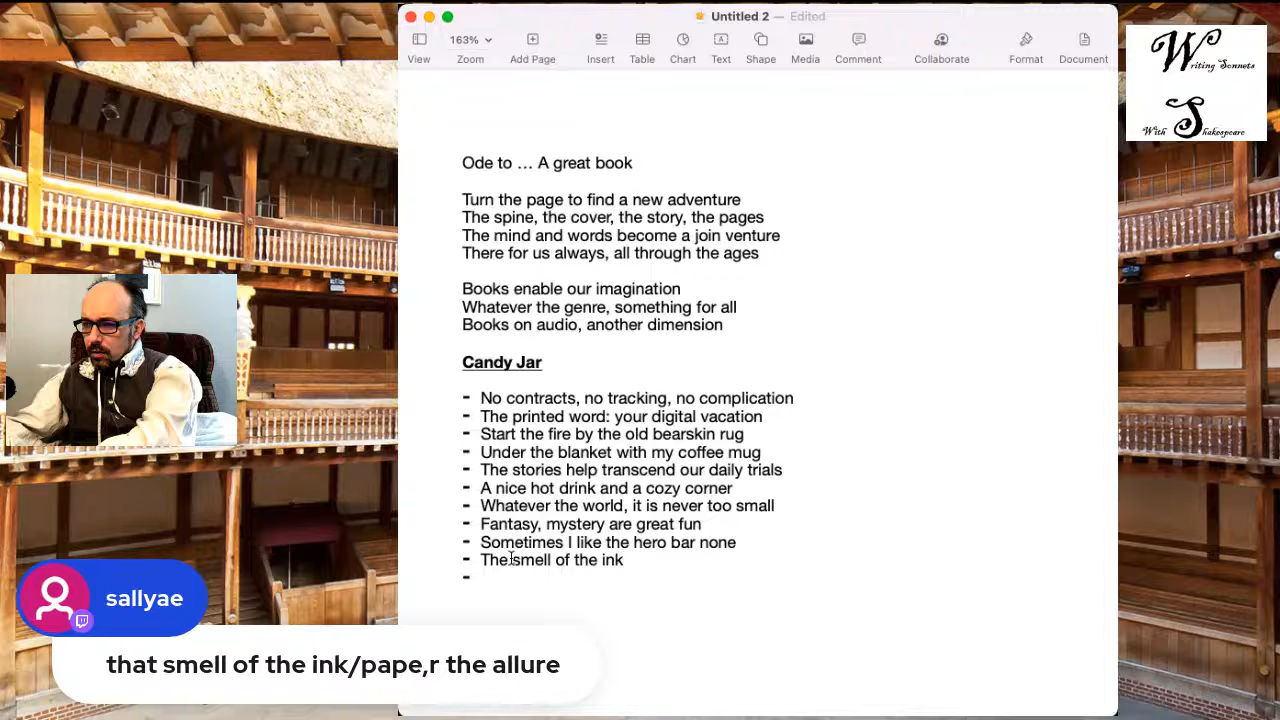 Untitled 2 — Edited
163%
View Zoom Add Page Insert Table Chart Text Shape Media Comment Collaborate Format Document
Writing Sonnets
With Shakespeare
Ode to … A great book
Turn the page to find a new adventure
The spine, the cover, the story, the pages
The mind and words become a join venture
There for us always, all through the ages
Books enable our imagination
Whatever the genre, something for all
Books on audio, another dimension
Candy Jar
- No contracts, no tracking, no complication
- The printed word: your digital vacation
- Start the fire by the old bearskin rug
- Under the blanket with my coffee mug
- The stories help transcend our daily trials
- A nice hot drink and a cozy corner
- Whatever the world, it is never too small
- Fantasy, mystery are great fun
- Sometimes I like the hero bar none
- The smell of the ink
-
sallyae
that smell of the ink/pape,r the allure